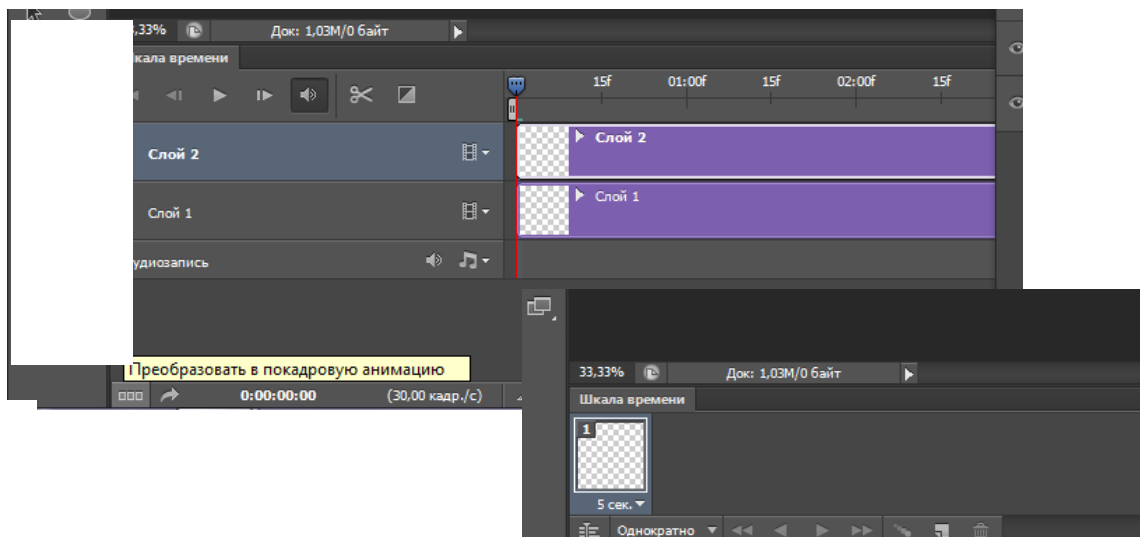 ,33% Док: 1,03М/0 байт
кала времени
15f 01:00f 15f 02:00f 15f
Слой 2
Слой 2
Слой 1
Слой 1
удиозапись
Преобразовать в покадровую анимацию
0:00:00:00 (30,00 кадр./с)
33,33% Док: 1,03М/0 байт
Шкала времени
1
5 сек.
Однократно